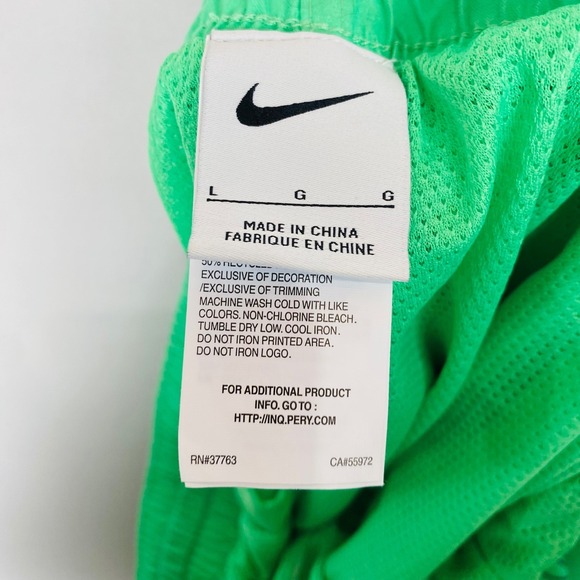 L G G
MADE IN CHINA
FABRIQUE EN CHINE
50% RECYCLED
EXCLUSIVE OF DECORATION
/EXCLUSIVE OF TRIMMING
MACHINE WASH COLD WITH LIKE
COLORS. NON-CHLORINE BLEACH.
TUMBLE DRY LOW. COOL IRON.
DO NOT IRON PRINTED AREA.
DO NOT IRON LOGO.
FOR ADDITIONAL PRODUCT
INFO. GO TO :
HTTP://INQ.PERY.COM
RN#37763 CA#55972